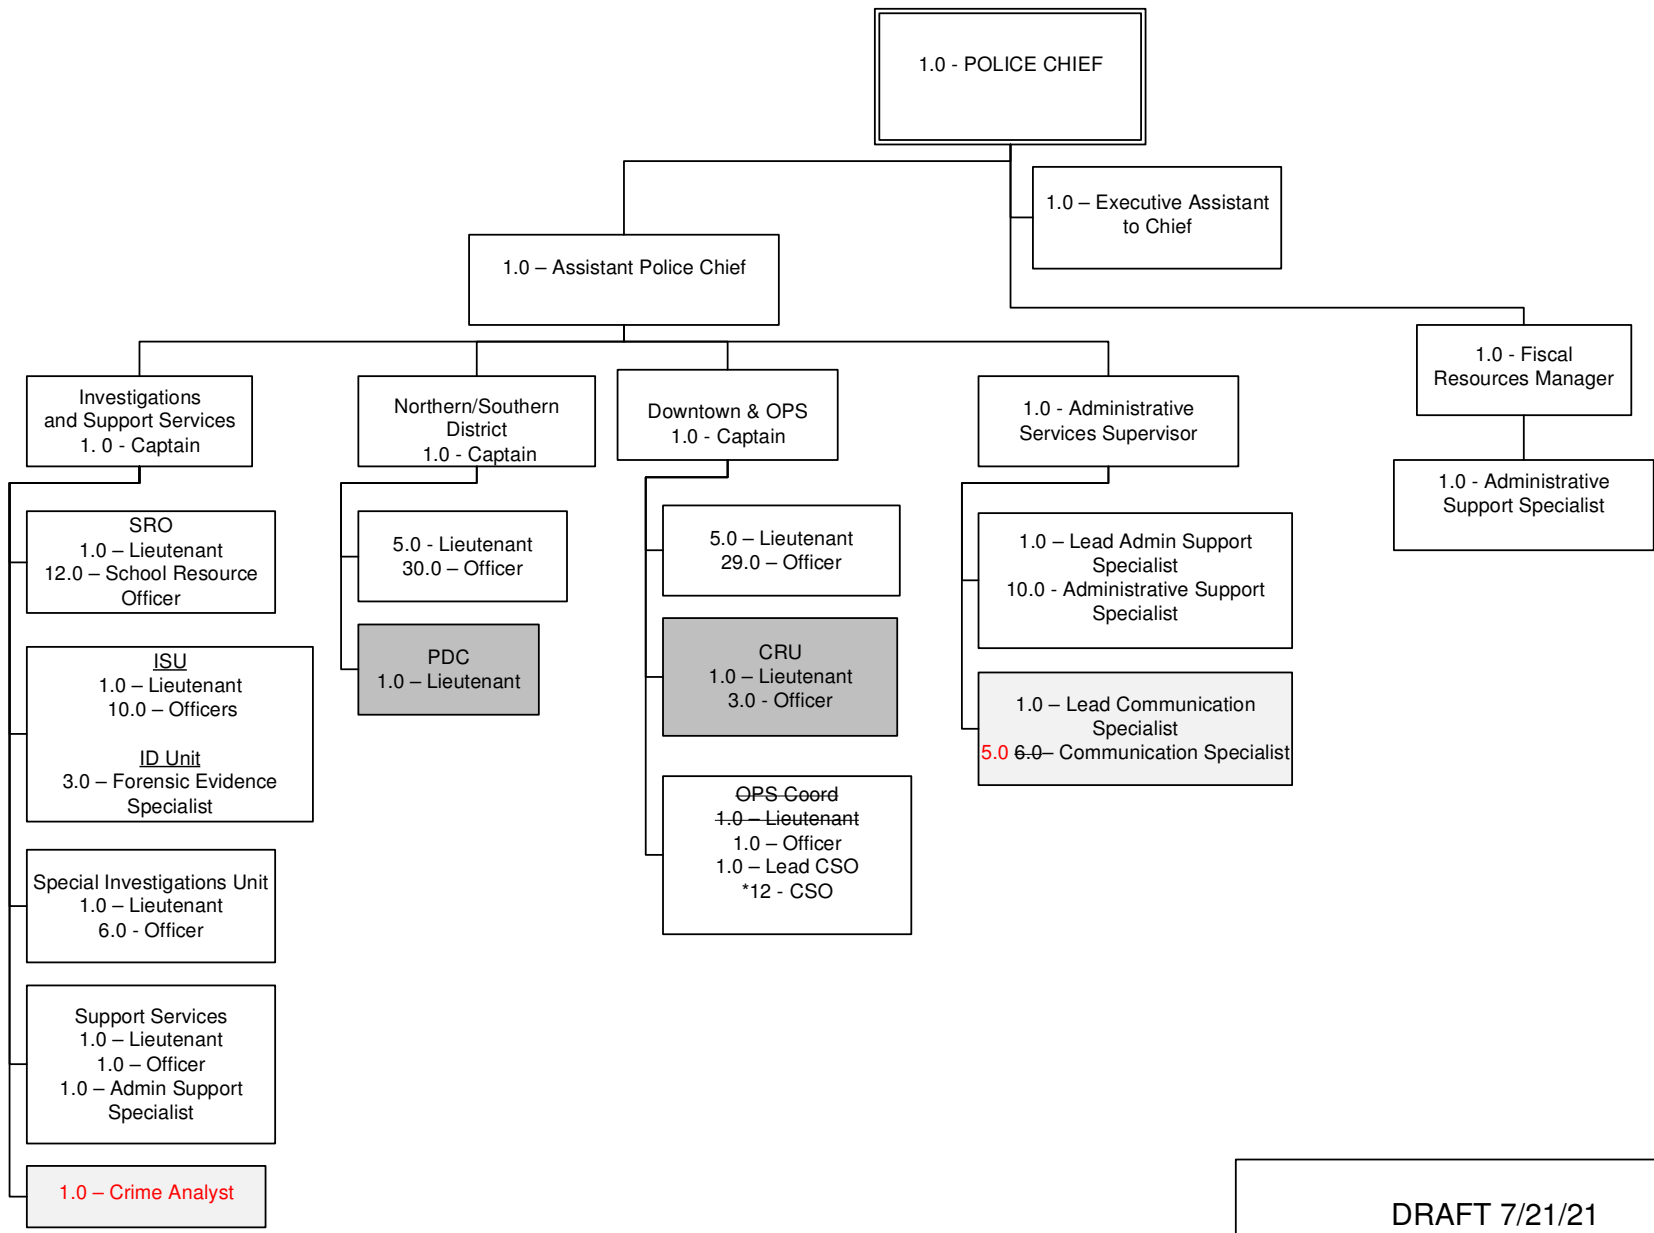 1.0 - POLICE CHIEF
1.0 – Executive Assistant
to Chief
1.0 – Assistant Police Chief
1.0 - Fiscal
Resources Manager
1.0 - Administrative
Support Specialist
Investigations
and Support Services
1. 0 - Captain
SRO
1.0 – Lieutenant
12.0 – School Resource
Officer
ISU
1.0 – Lieutenant
10.0 – Officers
ID Unit
3.0 – Forensic Evidence
Specialist
Special Investigations Unit
1.0 – Lieutenant
6.0 - Officer
Support Services
1.0 – Lieutenant
1.0 – Officer
1.0 – Admin Support
Specialist
1.0 – Crime Analyst
Northern/Southern
District
1.0 - Captain
5.0 - Lieutenant
30.0 – Officer
PDC
1.0 – Lieutenant
Downtown & OPS
1.0 - Captain
5.0 – Lieutenant
29.0 – Officer
CRU
1.0 – Lieutenant
3.0 - Officer
OPS Coord
1.0 – Lieutenant
1.0 – Officer
1.0 – Lead CSO
*12 - CSO
1.0 - Administrative
Services Supervisor
1.0 – Lead Admin Support
Specialist
10.0 - Administrative Support
Specialist
1.0 – Lead Communication
Specialist
5.0 6.0 – Communication Specialist
DRAFT 7/21/21